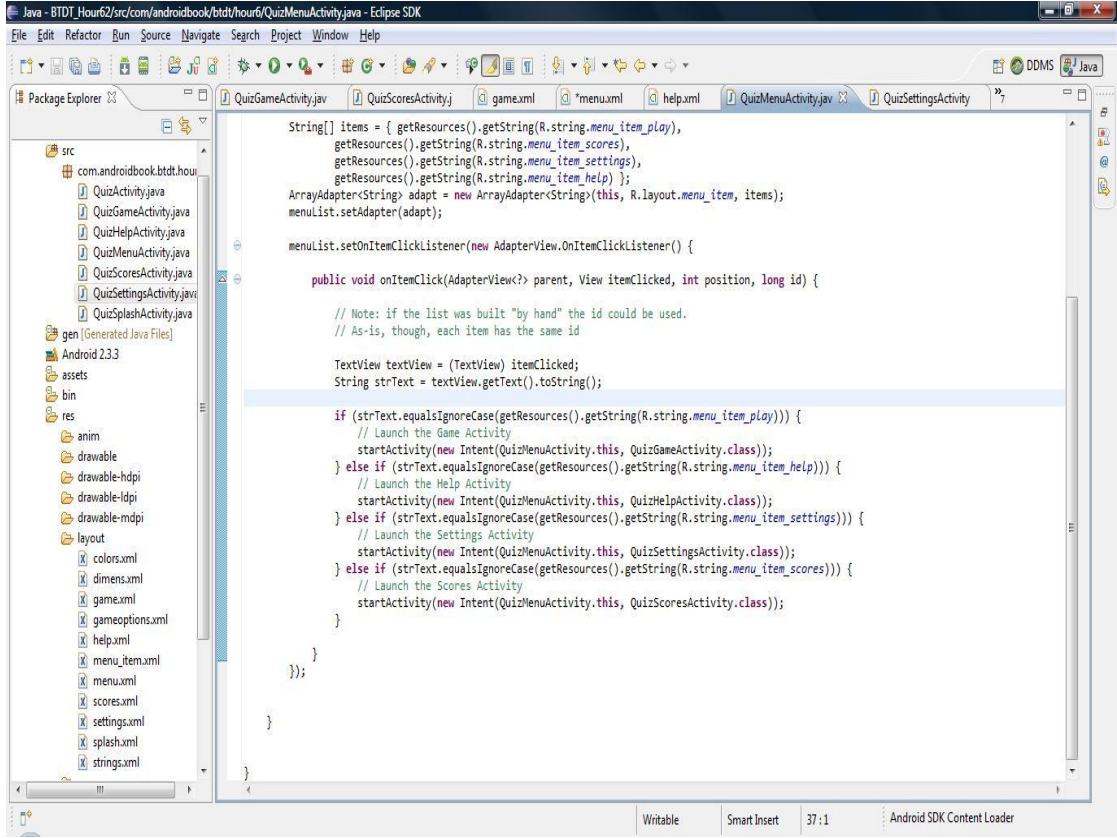 Java - BTDT_Hour62/src/com/androidbook/btdt/hour6/QuizMenuActivity.java - Eclipse SDK
File Edit Refactor Run Source Navigate Search Project Window Help
DDMS Java
Package Explorer
QuizGameActivity.jav QuizScoresActivity.j game.xml *menu.xml help.xml QuizMenuActivity.jav QuizSettingsActivity »7
src
com.androidbook.btdt.hour
QuizActivity.java
QuizGameActivity.java
QuizHelpActivity.java
QuizMenuActivity.java
QuizScoresActivity.java
QuizSettingsActivity.java
QuizSplashActivity.java
gen [Generated Java Files]
Android 2.3.3
assets
bin
res
anim
drawable
drawable-hdpi
drawable-ldpi
drawable-mdpi
layout
colors.xml
dimens.xml
game.xml
gameoptions.xml
help.xml
menu_item.xml
menu.xml
scores.xml
settings.xml
splash.xml
strings.xml
String[] items = { getResources().getString(R.string.menu_item_play),
getResources().getString(R.string.menu_item_scores),
getResources().getString(R.string.menu_item_settings),
getResources().getString(R.string.menu_item_help) };
ArrayAdapter<String> adapt = new ArrayAdapter<String>(this, R.layout.menu_item, items);
menuList.setAdapter(adapt);
menuList.setOnItemClickListener(new AdapterView.OnItemClickListener() {
public void onItemClick(AdapterView<?> parent, View itemClicked, int position, long id) {
// Note: if the list was built "by hand" the id could be used.
// As-is, though, each item has the same id
TextView textView = (TextView) itemClicked;
String strText = textView.getText().toString();
if (strText.equalsIgnoreCase(getResources().getString(R.string.menu_item_play))) {
// Launch the Game Activity
startActivity(new Intent(QuizMenuActivity.this, QuizGameActivity.class));
} else if (strText.equalsIgnoreCase(getResources().getString(R.string.menu_item_help))) {
// Launch the Help Activity
startActivity(new Intent(QuizMenuActivity.this, QuizHelpActivity.class));
} else if (strText.equalsIgnoreCase(getResources().getString(R.string.menu_item_settings))) {
// Launch the Settings Activity
startActivity(new Intent(QuizMenuActivity.this, QuizSettingsActivity.class));
} else if (strText.equalsIgnoreCase(getResources().getString(R.string.menu_item_scores))) {
// Launch the Scores Activity
startActivity(new Intent(QuizMenuActivity.this, QuizScoresActivity.class));
}
}
});
}
}
Writable Smart Insert 37 : 1 Android SDK Content Loader